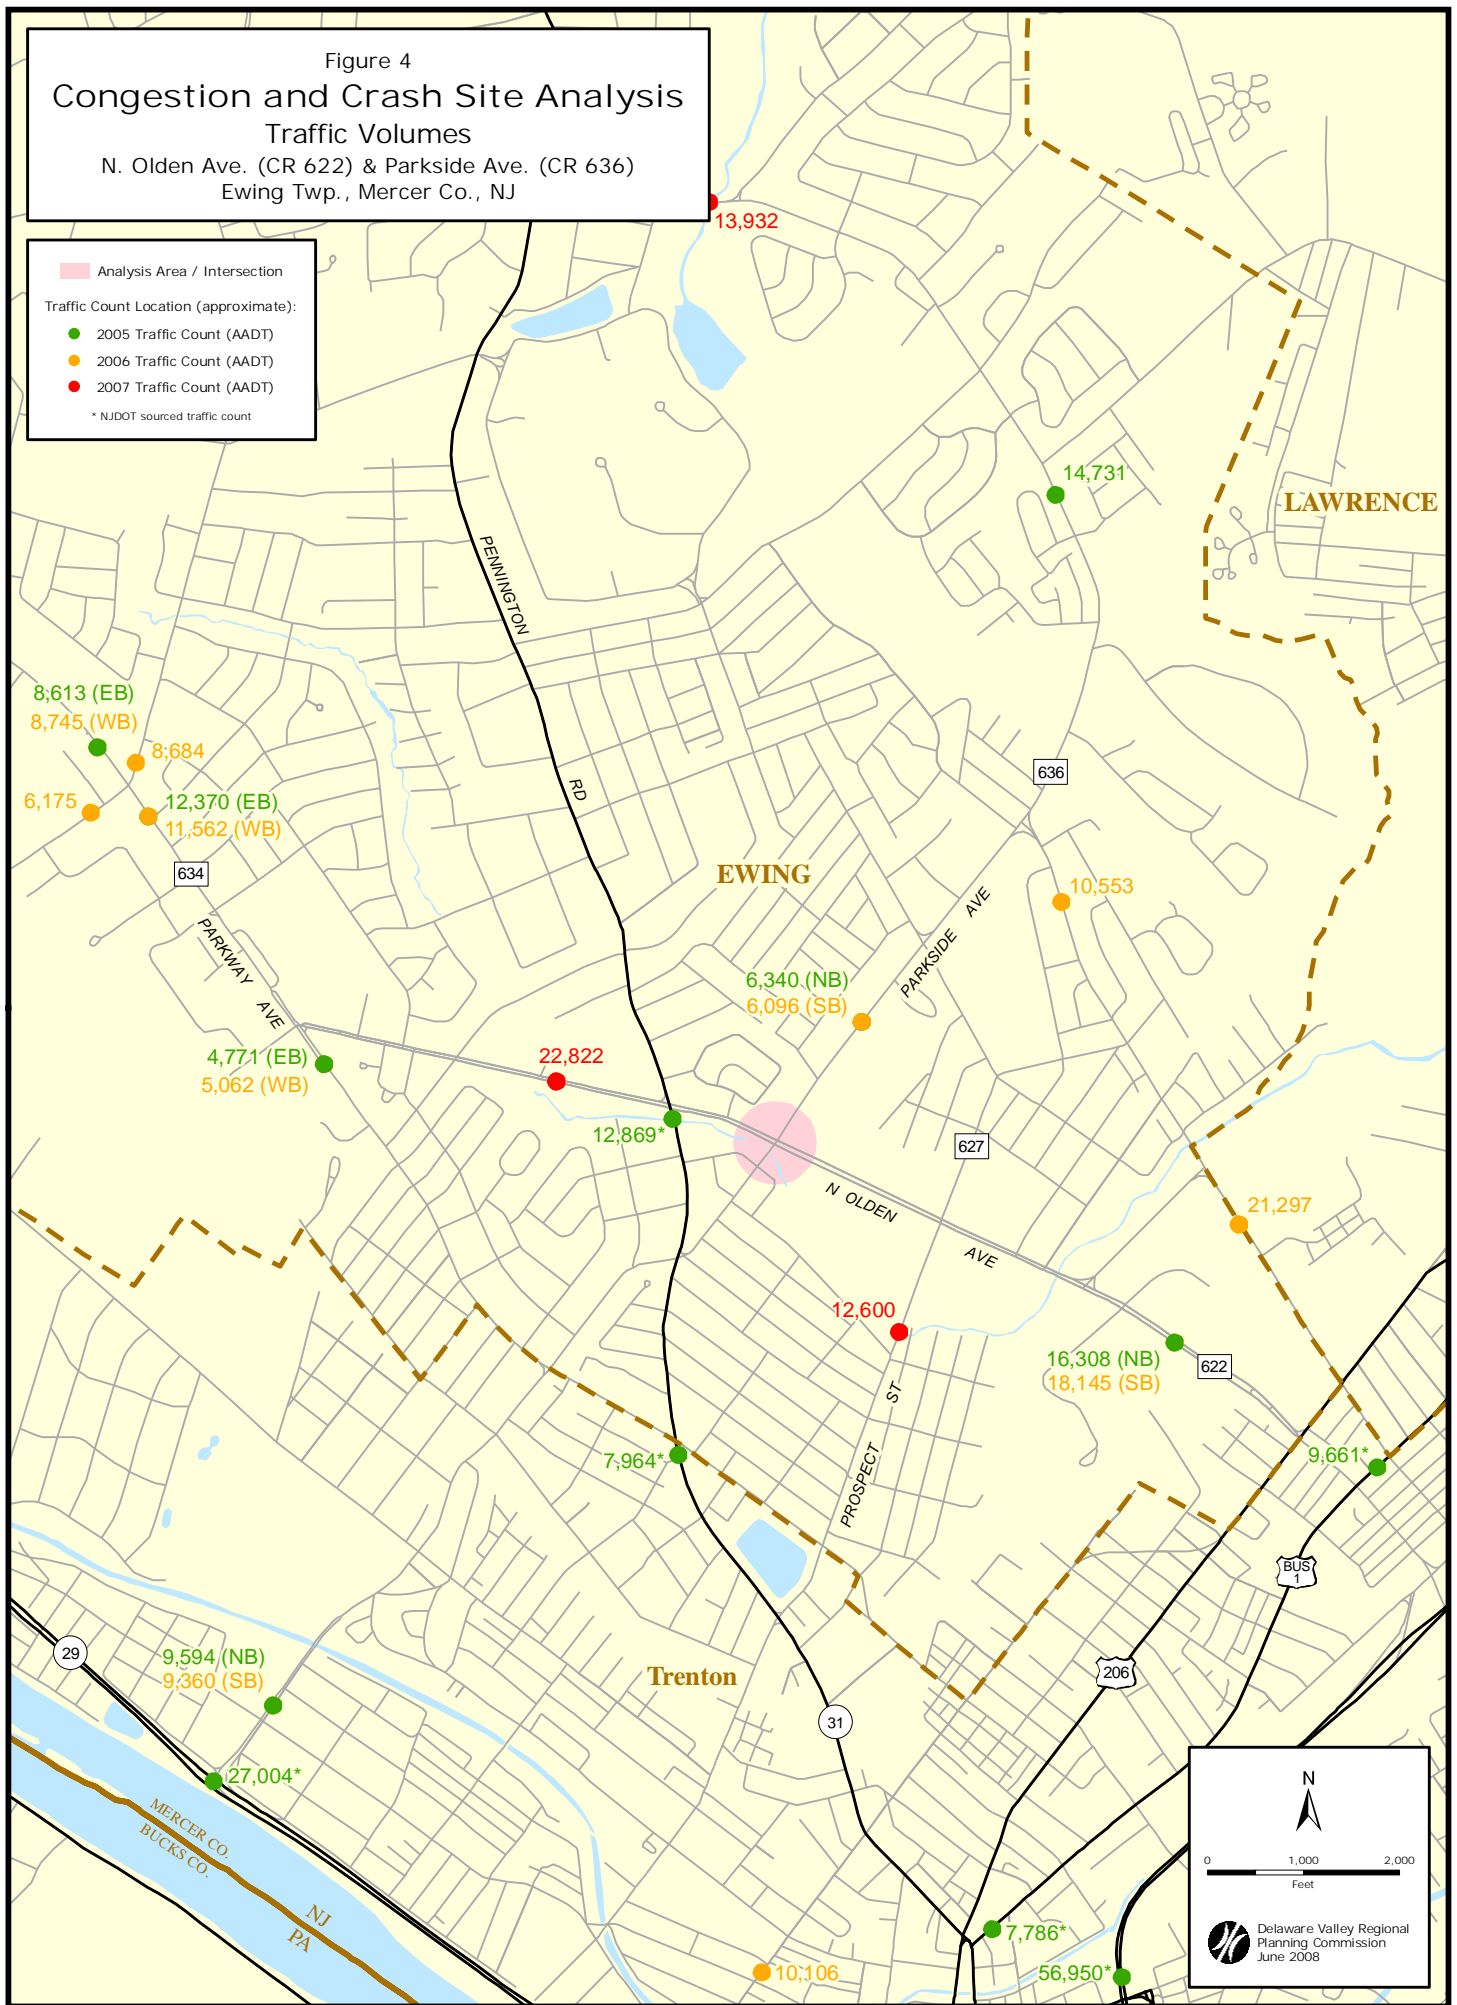 Figure 4
Congestion and Crash Site Analysis
Traffic Volumes
N. Olden Ave. (CR 622) & Parkside Ave. (CR 636)
Ewing Twp., Mercer Co., NJ
13,932
Analysis Area / Intersection
Traffic Count Location (approximate):
2005 Traffic Count (AADT)
2006 Traffic Count (AADT)
2007 Traffic Count (AADT)
* NJDOT sourced traffic count
14,731
LAWRENCE
PENNINGTON
RD
8,613 (EB)
8,745 (WB)
8,684
6,175
12,370 (EB)
11,562 (WB)
636
634
EWING
10,553
PARKSIDE AVE
PARKWAY AVE
6,340 (NB)
6,096 (SB)
4,771 (EB)
5,062 (WB)
22,822
12,869*
627
N OLDEN
AVE
21,297
12,600
16,308 (NB)
18,145 (SB)
622
PROSPECT ST
7,964*
9,661*
BUS
1
29
9,594 (NB)
9,360 (SB)
Trenton
206
31
27,004*
MERCER CO.
BUCKS CO.
NJ
PA
7,786*
10,106
56,950*
N
0 1,000 2,000
Feet
Delaware Valley Regional
Planning Commission
June 2008